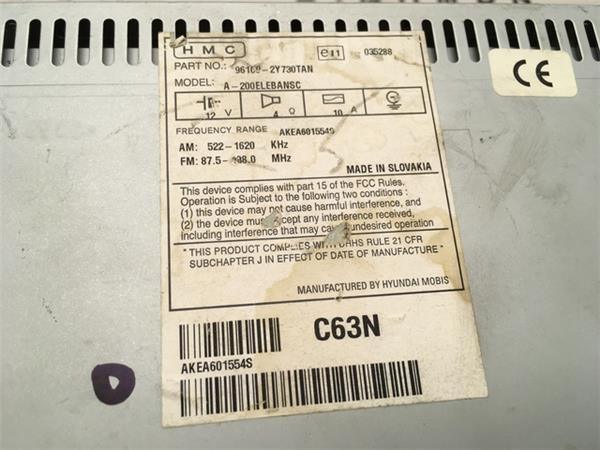 HMC
e11 035288
PART NO.: 96160-2Y730TAN
MODEL: A-200ELEBANSC
12 V 4 Ω 10 A
FREQUENCY RANGE AKEA601554S
AM: 522-1620 KHz
FM: 87.5-108.0 MHz
MADE IN SLOVAKIA
This device complies with part 15 of the FCC Rules.
Operation is Subject to the following two conditions :
(1) this device may not cause harmful interference, and
(2) the device must accept any interference received,
including interference that may cause undesired operation
" THIS PRODUCT COMPLIES WITH DHHS RULE 21 CFR
SUBCHAPTER J IN EFFECT OF DATE OF MANUFACTURE "
MANUFACTURED BY HYUNDAI MOBIS
C63N
AKEA601554S
CE